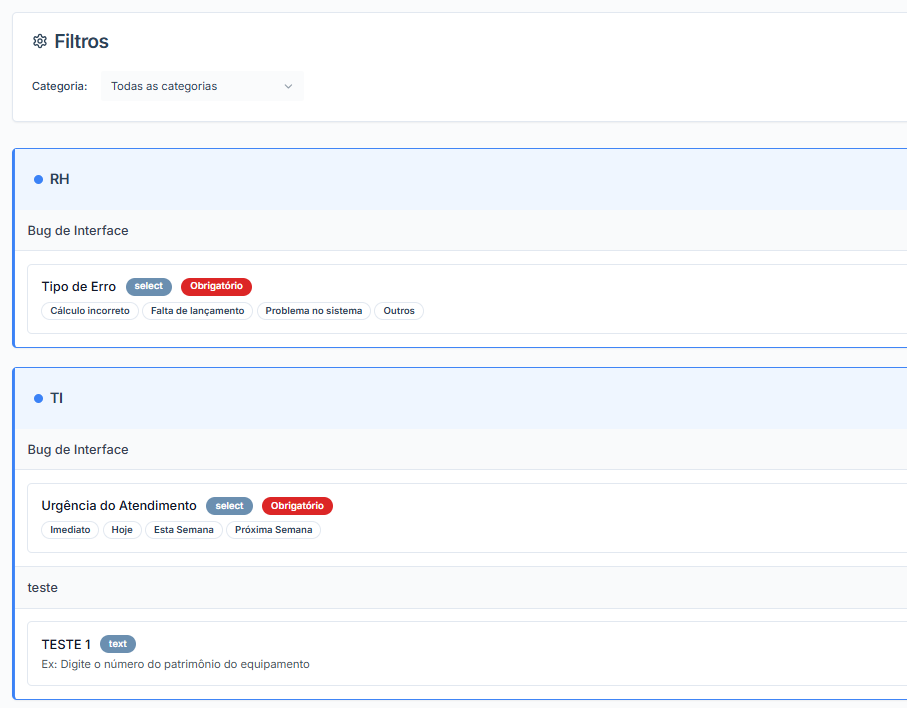 Filtros
Categoria: Todas as categorias
RH
Bug de Interface
Tipo de Erro select Obrigatório
Cálculo incorreto Falta de lançamento Problema no sistema Outros
TI
Bug de Interface
Urgência do Atendimento select Obrigatório
Imediato Hoje Esta Semana Próxima Semana
teste
TESTE 1 text
Ex: Digite o número do patrimônio do equipamento